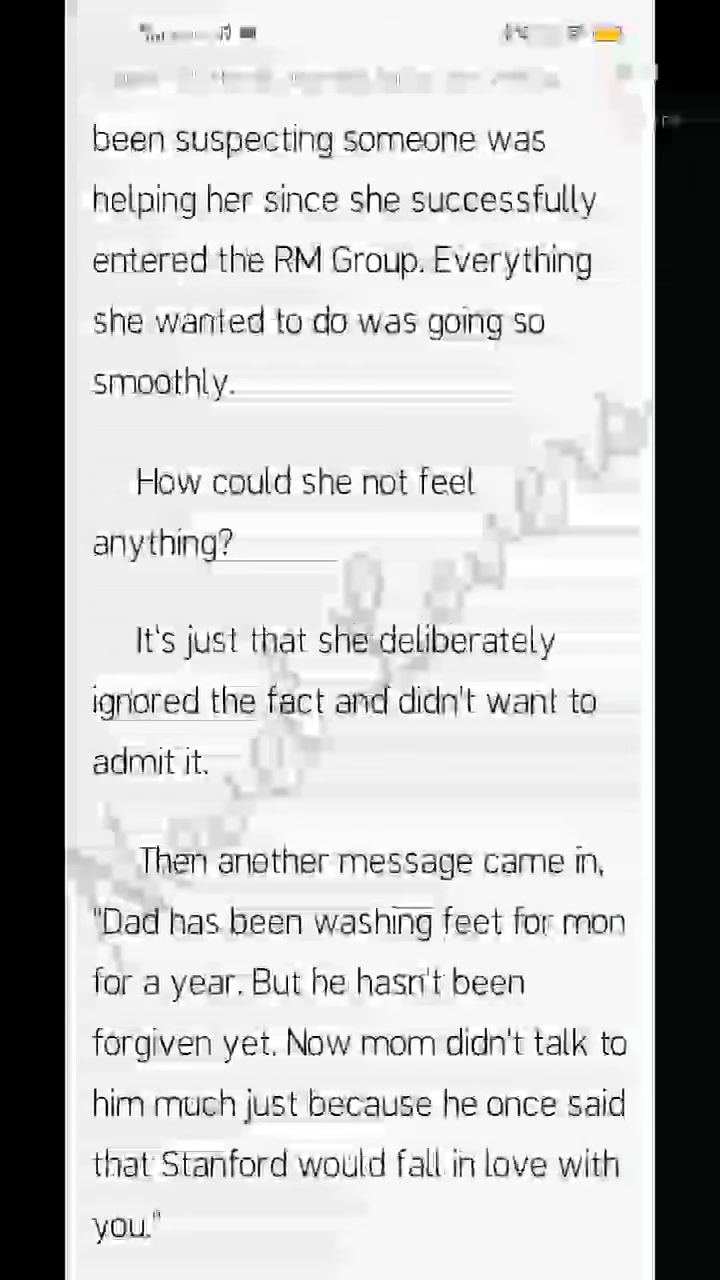 been suspecting someone was
helping her since she successfully
entered the RM Group. Everything
she wanted to do was going so
smoothly.
How could she not feel
anything?
It's just that she deliberately
ignored the fact and didn't want to
admit it.
Then another message came in,
"Dad has been washing feet for mon
for a year. But he hasn't been
forgiven yet. Now mom didn't talk to
him much just because he once said
that Stanford would fall in love with
you."